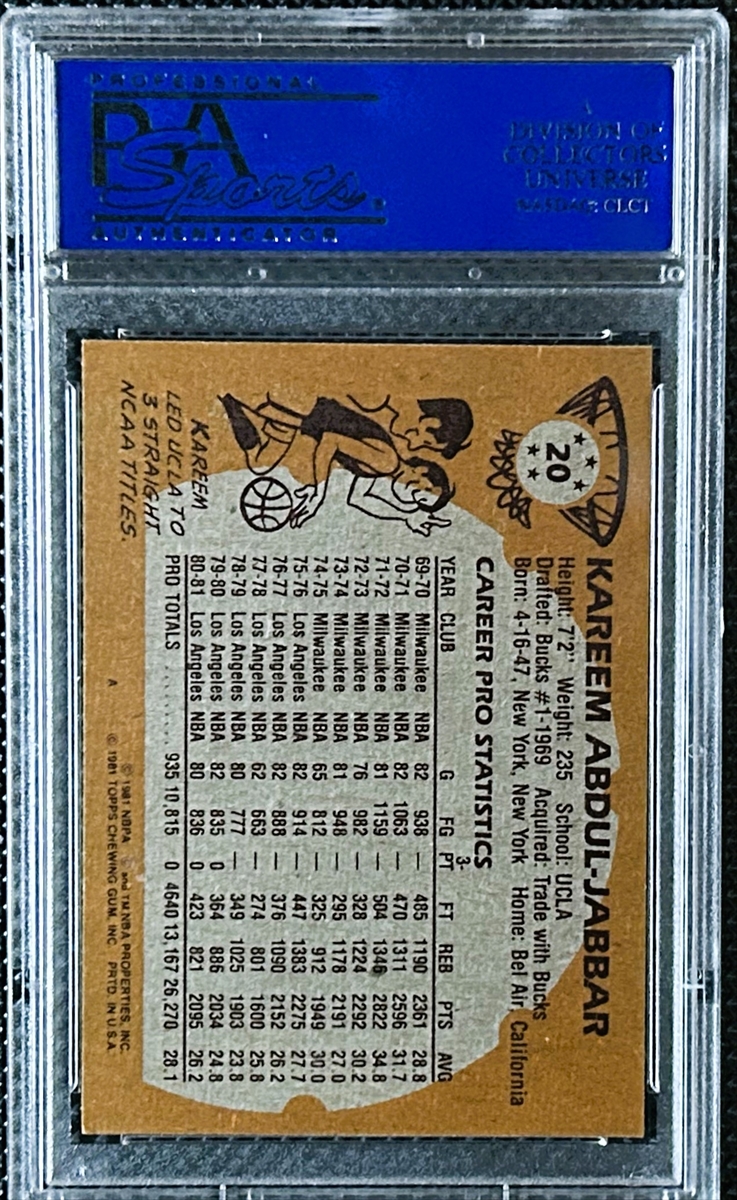 PROFESSIONAL
PSA
Sports®
AUTHENTICATOR
A
DIVISION OF
COLLECTORS
UNIVERSE
NASDAQ: CLCT
20
KAREEM ABDUL-JABBAR
Height: 7'2" Weight: 235 School: UCLA
Drafted: Bucks #1-1969 Acquired: Trade with Bucks
Born: 4-16-47, New York, New York Home: Bel Air, California
CAREER PRO STATISTICS
YEAR CLUB G FG 3-PT FT REB PTS AVG
69-70 Milwaukee NBA 82 938 — 485 1190 2361 28.8
70-71 Milwaukee NBA 82 1063 — 470 1311 2596 31.7
71-72 Milwaukee NBA 81 1159 — 504 1346 2822 34.8
72-73 Milwaukee NBA 76 982 — 328 1224 2292 30.2
73-74 Milwaukee NBA 81 948 — 295 1178 2191 27.0
74-75 Milwaukee NBA 65 812 — 325 912 1949 30.0
75-76 Los Angeles NBA 82 914 — 447 1383 2275 27.7
76-77 Los Angeles NBA 82 888 — 376 1090 2152 26.2
77-78 Los Angeles NBA 62 663 — 274 801 1600 25.8
78-79 Los Angeles NBA 80 777 — 349 1025 1903 23.8
79-80 Los Angeles NBA 82 835 0 364 886 2034 24.8
80-81 Los Angeles NBA 80 836 0 423 821 2095 26.2
PRO TOTALS ......... 935 10,815 0 4640 13,167 26,270 28.1
KAREEM
LED UCLA TO
3 STRAIGHT
NCAA TITLES.
© 1981 NBPA © and TM NBA PROPERTIES, INC.
A © 1981 TOPPS CHEWING GUM, INC. PRTD. IN U.S.A.